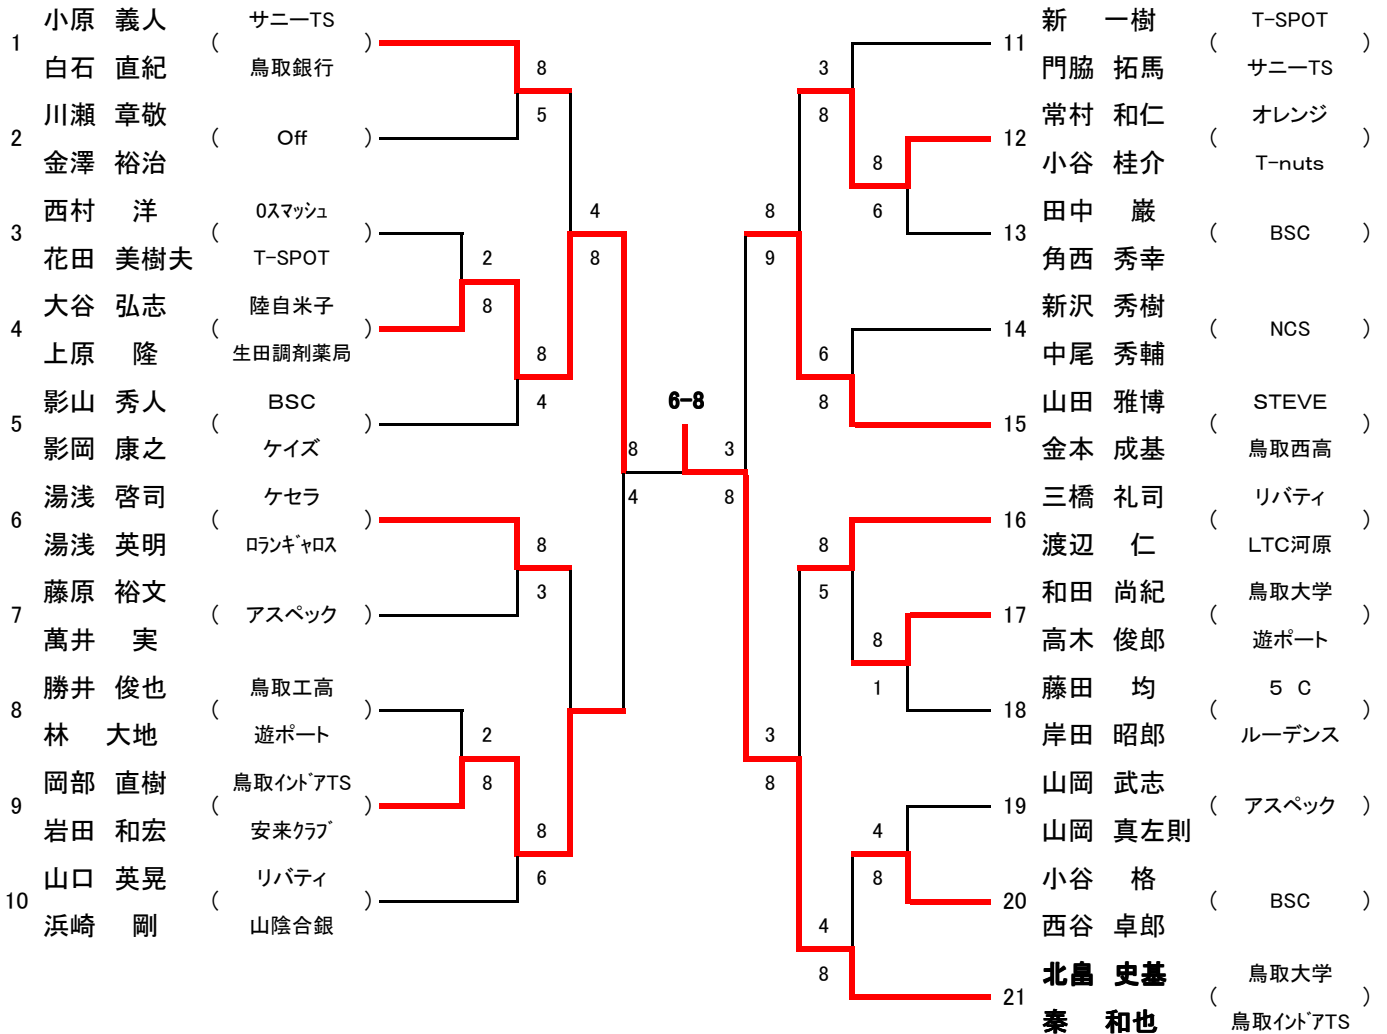 小原 義人 サニーTS
1 ( )
白石 直紀 鳥取銀行
川瀬 章敬
2 ( Off )
金澤 裕治
西村 洋 0スマッシュ
3 ( )
花田 美樹夫 T-SPOT
大谷 弘志 陸自米子
4 ( )
上原 隆 生田調剤薬局
影山 秀人 BSC
5 ( )
影岡 康之 ケイズ
湯浅 啓司 ケセラ
6 ( )
湯浅 英明 ロランギャロス
藤原 裕文
7 ( アスペック )
萬井 実
勝井 俊也 鳥取工高
8 ( )
林 大地 遊ポート
岡部 直樹 鳥取インドアTS
9 ( )
岩田 和宏 安来クラブ
山口 英晃 リバティ
10 ( )
浜崎 剛 山陰合銀
8
5
2
8
8
4
4
8
8
3
2
8
8
6
8
4
6-8
3
8
8
9
3
8
8
6
6
8
3
8
8
5
8
1
4
8
4
8
新 一樹 T-SPOT
11 ( )
門脇 拓馬 サニーTS
常村 和仁 オレンジ
12 ( )
小谷 桂介 T-nuts
田中 巌
13 ( BSC )
角西 秀幸
新沢 秀樹
14 ( NCS )
中尾 秀輔
山田 雅博 STEVE
15 ( )
金本 成基 鳥取西高
三橋 礼司 リバティ
16 ( )
渡辺 仁 LTC河原
和田 尚紀 鳥取大学
17 ( )
高木 俊郎 遊ポート
藤田 均 5 C
18 ( )
岸田 昭郎 ルーデンス
山岡 武志
19 ( アスペック )
山岡 真左則
小谷 格
20 ( BSC )
西谷 卓郎
北畠 史基 鳥取大学
21 ( )
秦 和也 鳥取インドアTS